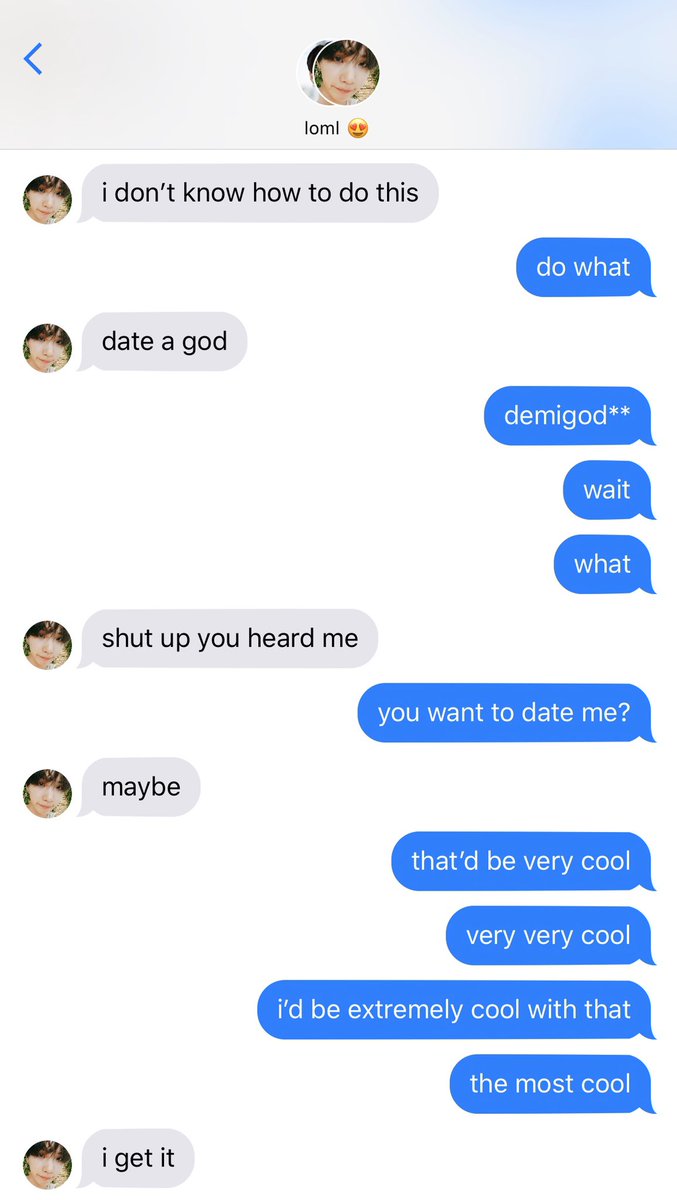 loml 😍
i don’t know how to do this
do what
date a god
demigod**
wait
what
shut up you heard me
you want to date me?
maybe
that’d be very cool
very very cool
i’d be extremely cool with that
the most cool
i get it